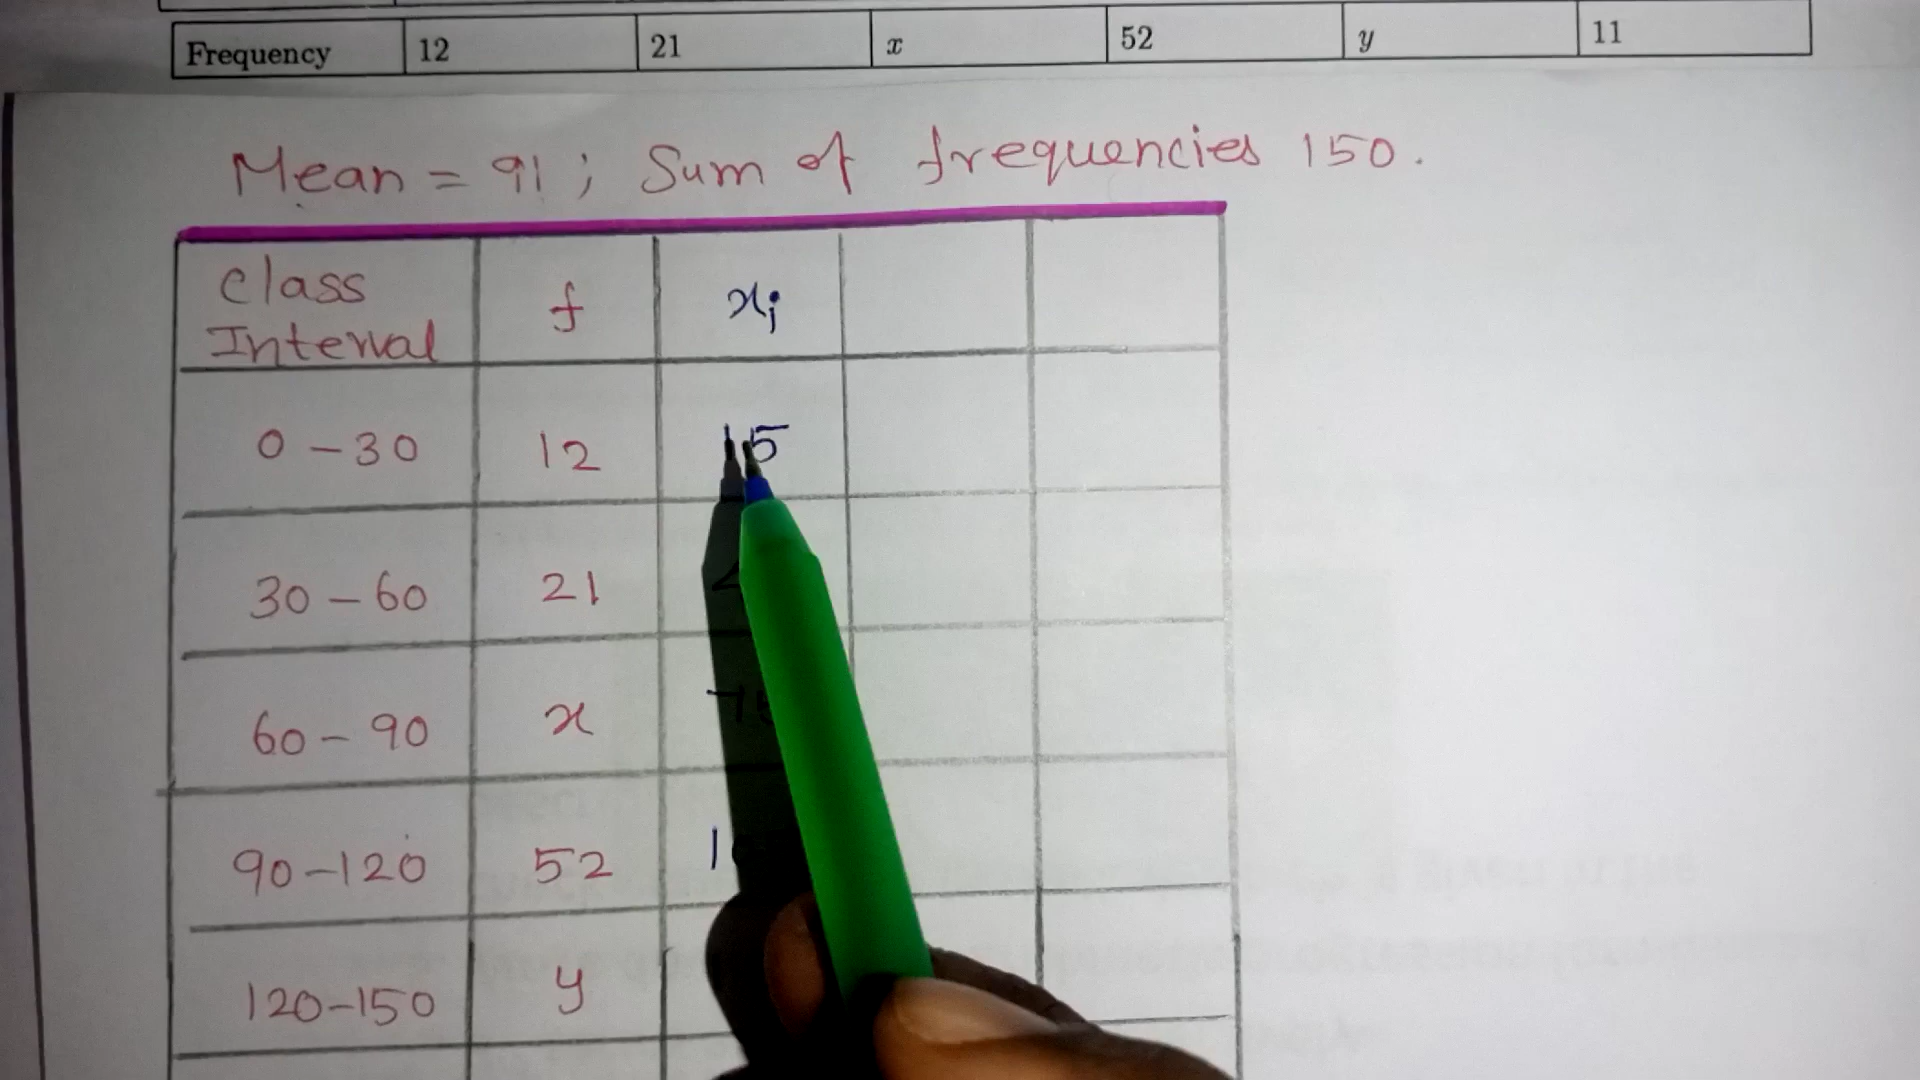 Frequency 12 21 x 52 y 11
Mean = 91 ; Sum of frequencies 150.
Class Interval f xi
0 - 30 12 15
30 - 60 21
60 - 90 x
90 - 120 52
120 - 150 y